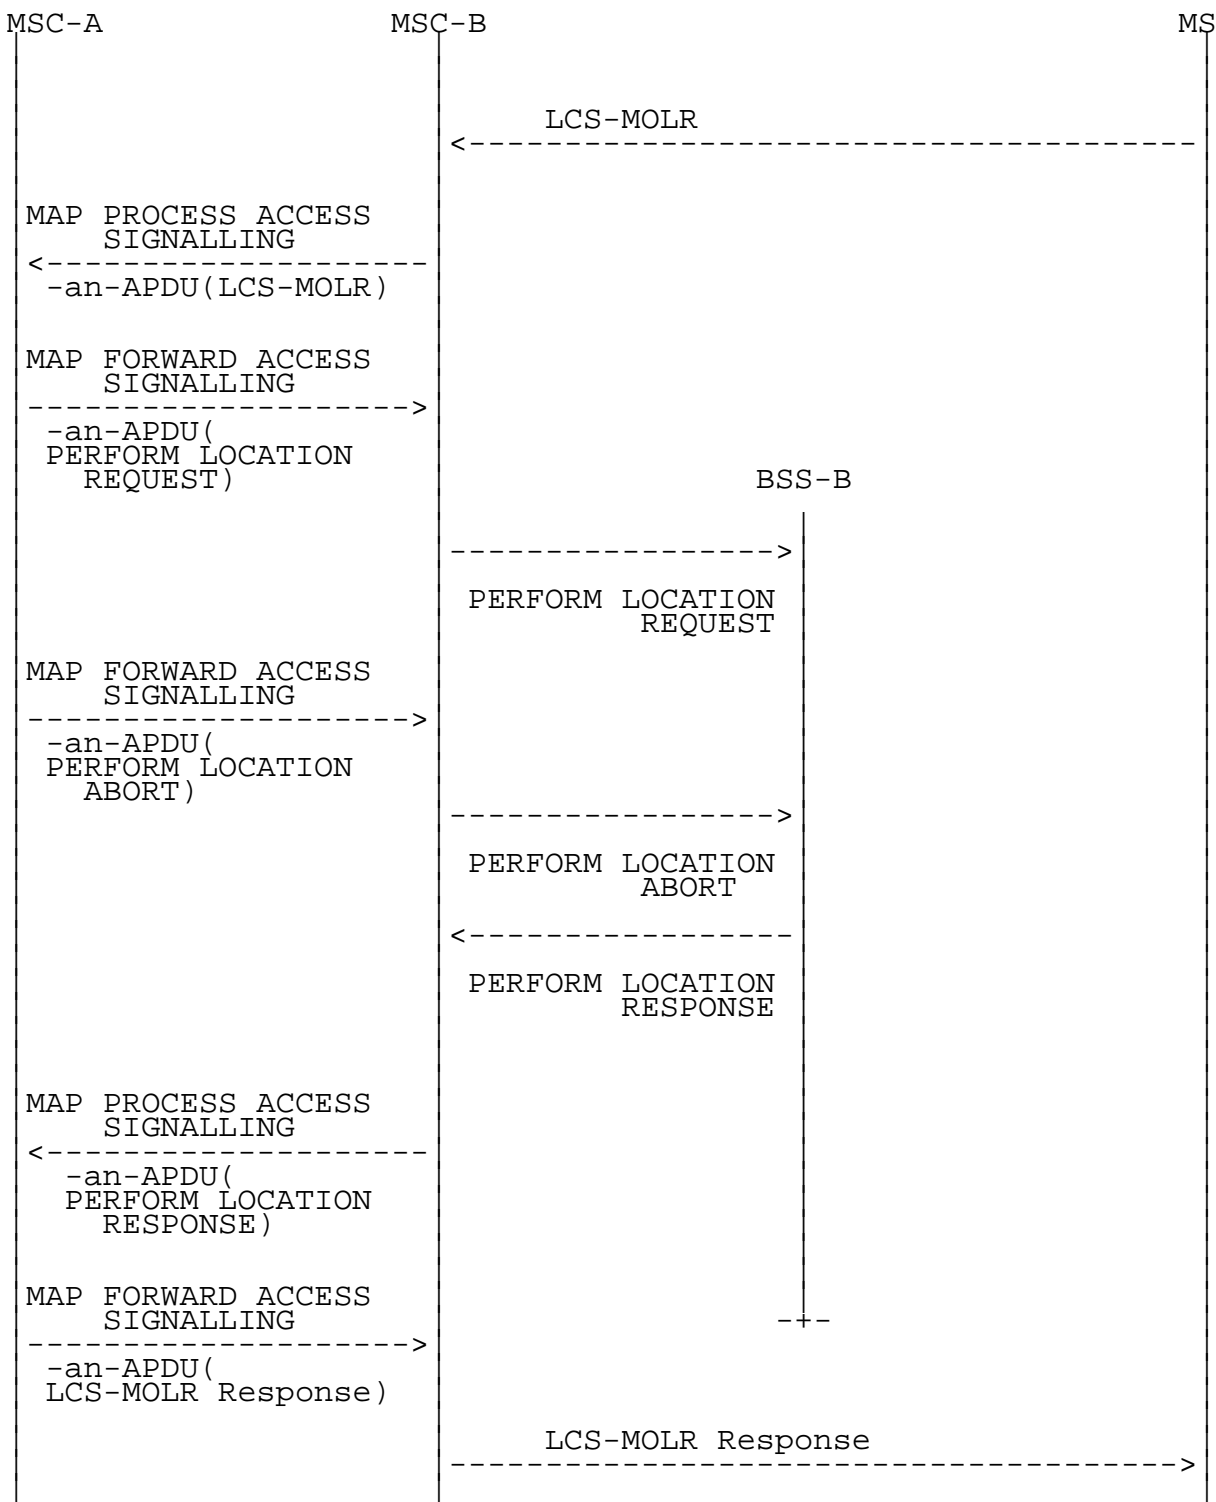 MSC-A MSC-B MS
LCS-MOLR
MAP PROCESS ACCESS
SIGNALLING
-an-APDU(LCS-MOLR)
MAP FORWARD ACCESS
SIGNALLING
-an-APDU(
PERFORM LOCATION
REQUEST)
BSS-B
PERFORM LOCATION
REQUEST
MAP FORWARD ACCESS
SIGNALLING
-an-APDU(
PERFORM LOCATION
ABORT)
PERFORM LOCATION
ABORT
PERFORM LOCATION
RESPONSE
MAP PROCESS ACCESS
SIGNALLING
-an-APDU(
PERFORM LOCATION
RESPONSE)
MAP FORWARD ACCESS
SIGNALLING
-an-APDU(
LCS-MOLR Response)
LCS-MOLR Response